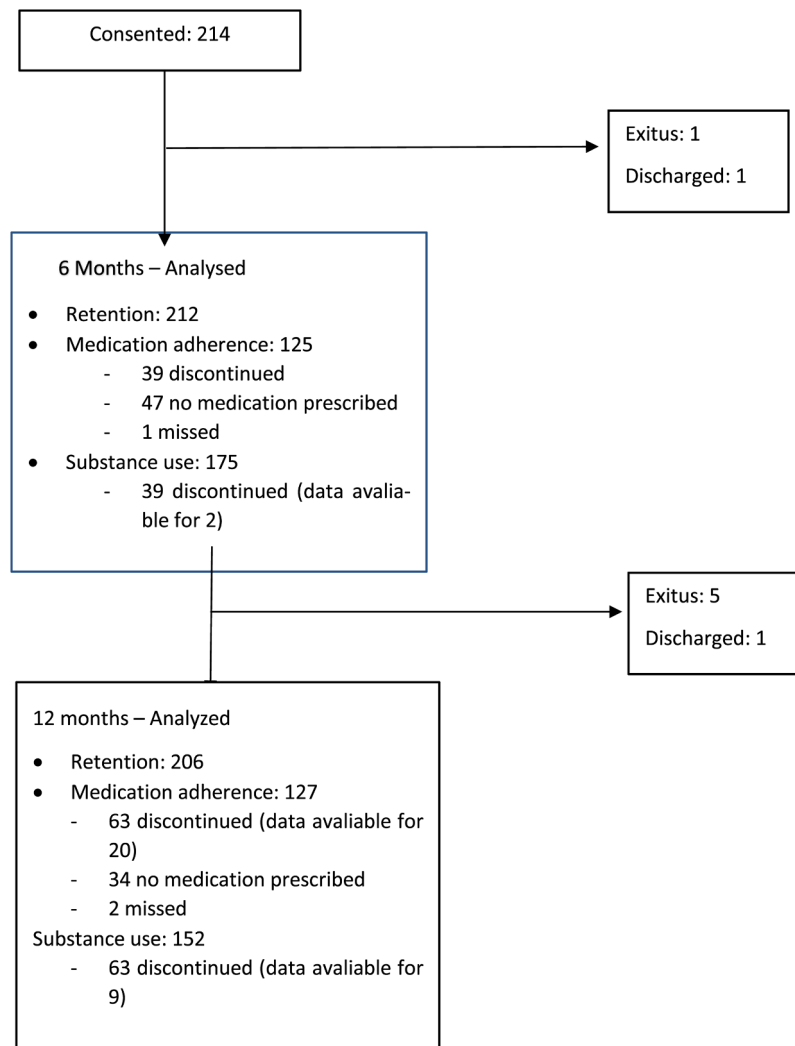 Consented: 214
Exitus: 1
Discharged: 1
6 Months – Analysed
• Retention: 212
• Medication adherence: 125
- 39 discontinued
- 47 no medication prescribed
- 1 missed
• Substance use: 175
- 39 discontinued (data avalia-
ble for 2)
Exitus: 5
Discharged: 1
12 months – Analyzed
• Retention: 206
• Medication adherence: 127
- 63 discontinued (data avaliable for
20)
- 34 no medication prescribed
- 2 missed
Substance use: 152
- 63 discontinued (data avaliable for
9)